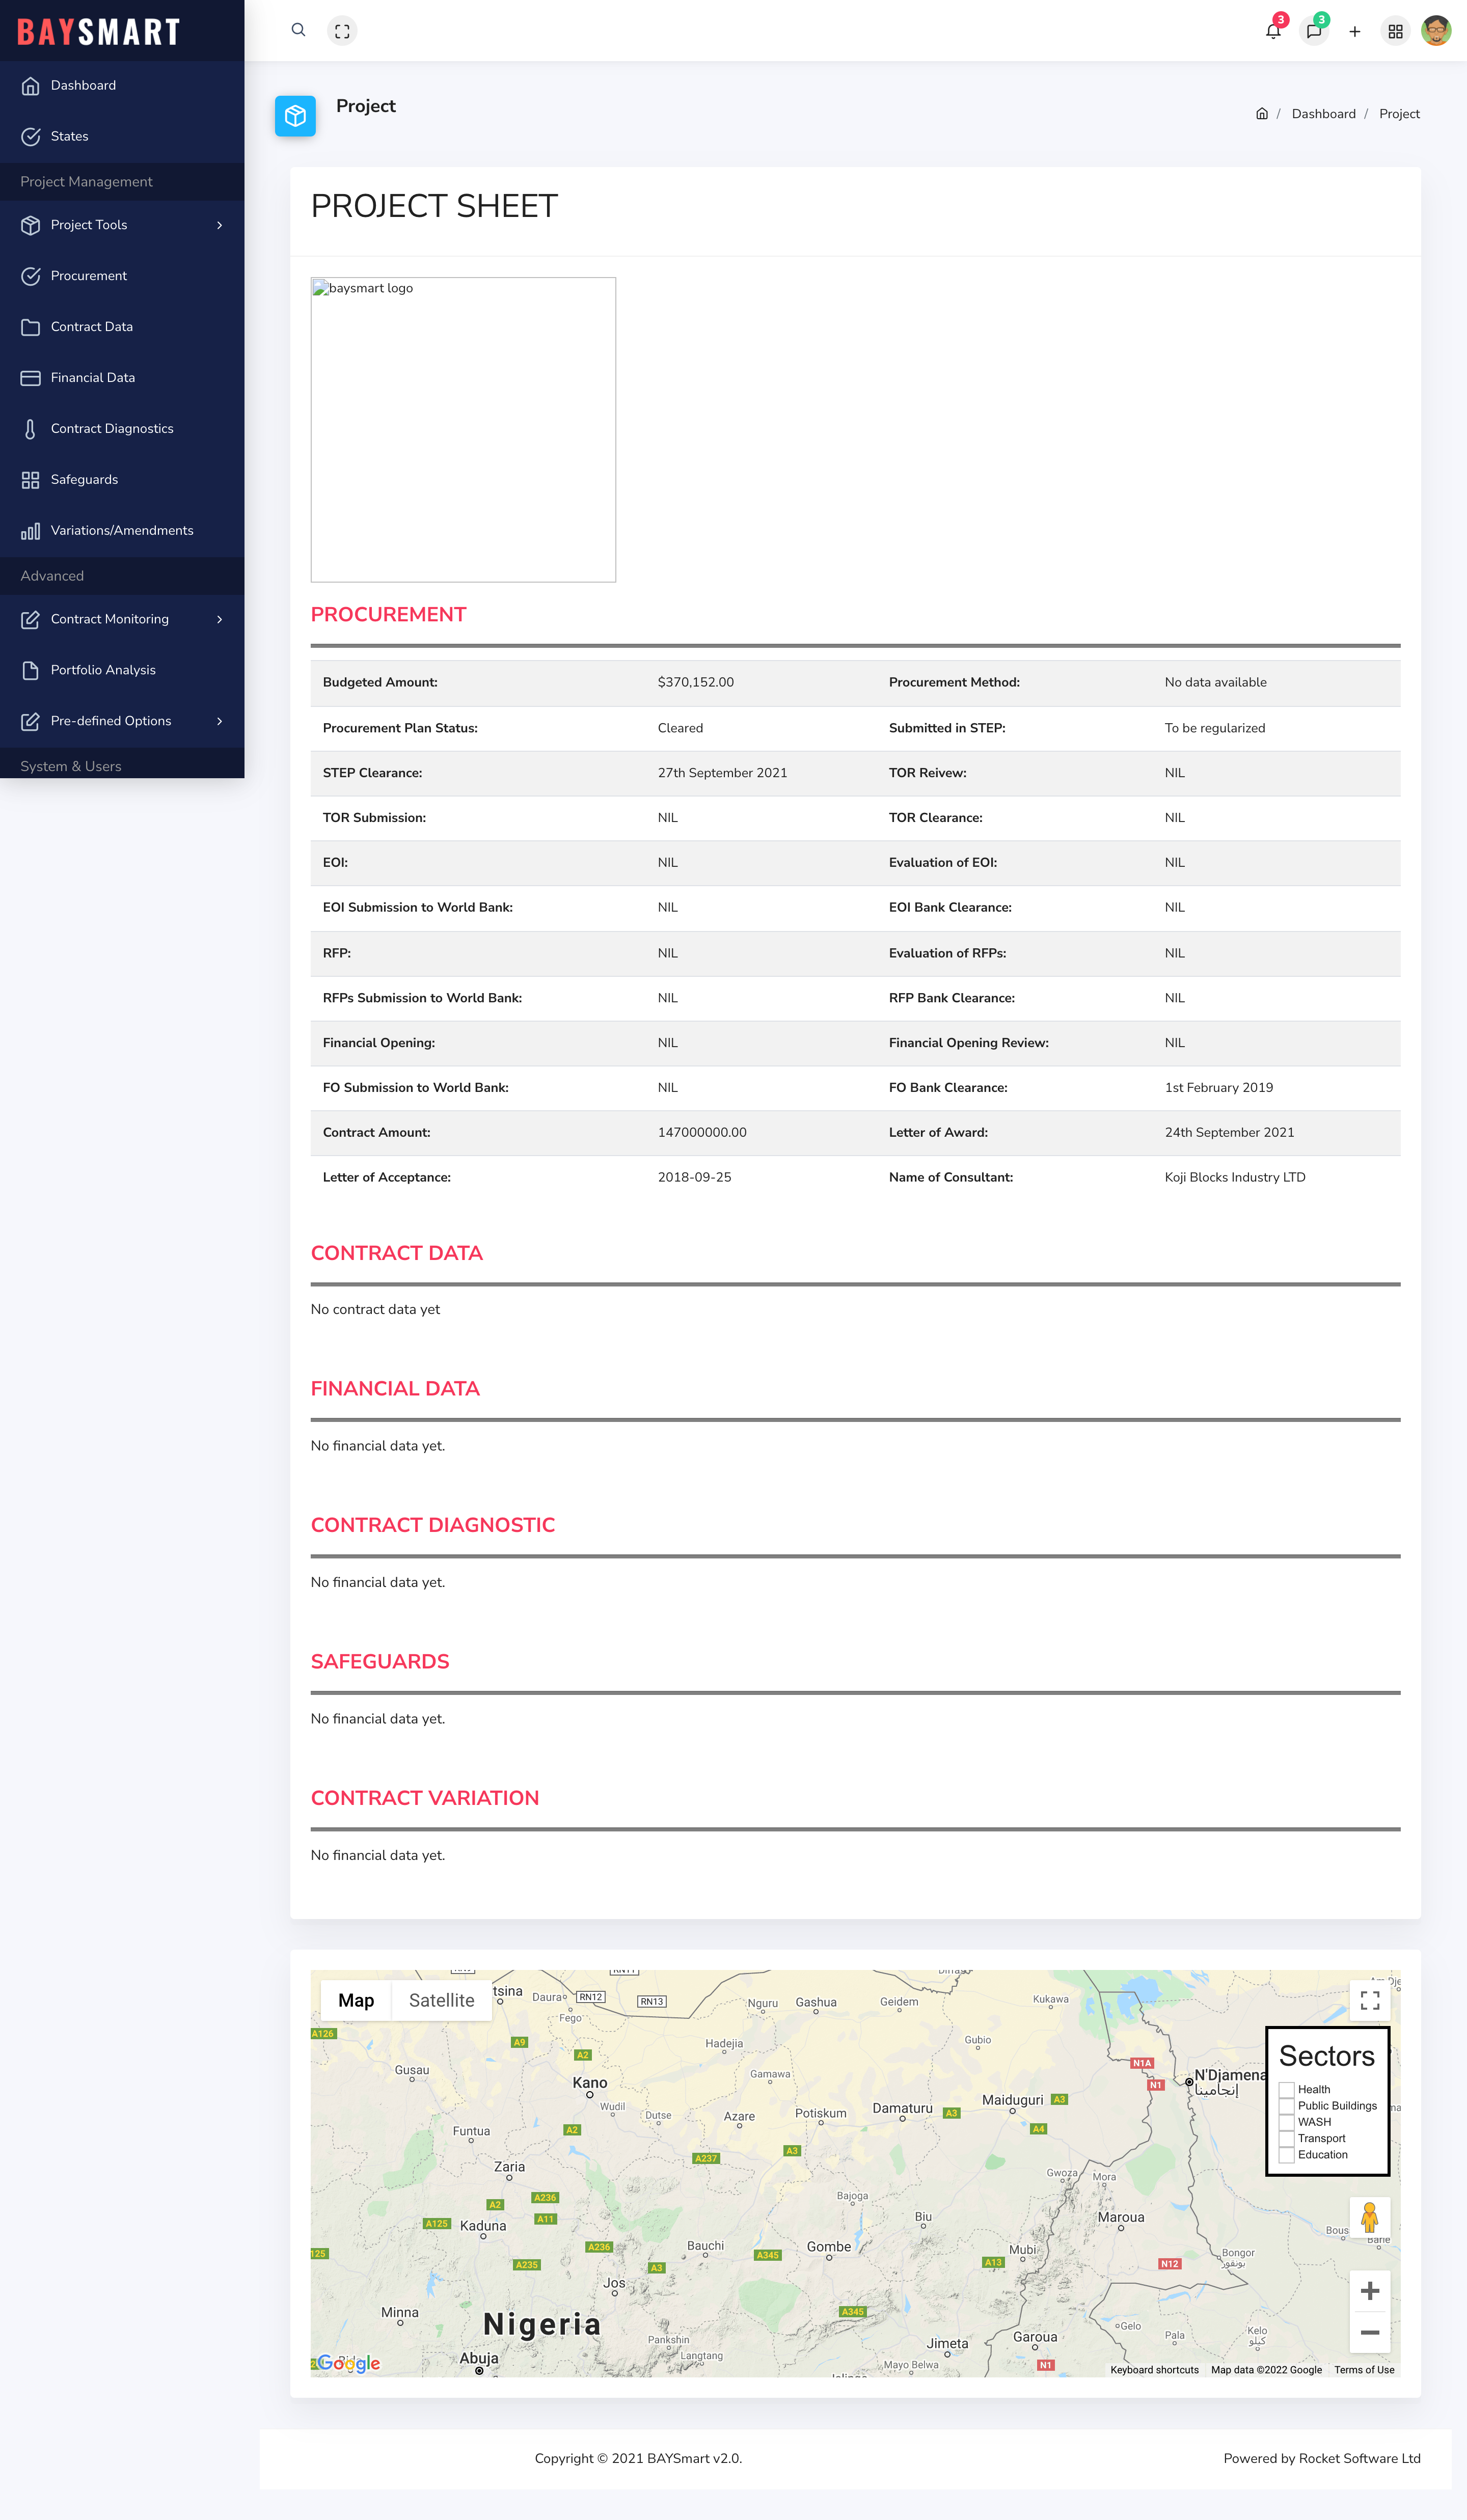 BAYSMART
3
3
Dashboard
States
Project Management
Project Tools
Procurement
Contract Data
Financial Data
Contract Diagnostics
Safeguards
Variations/Amendments
Advanced
Contract Monitoring
Portfolio Analysis
Pre-defined Options
System & Users
Project
/ Dashboard / Project
PROJECT SHEET
baysmart logo
PROCUREMENT
Budgeted Amount: $370,152.00 Procurement Method: No data available
Procurement Plan Status: Cleared Submitted in STEP: To be regularized
STEP Clearance: 27th September 2021 TOR Reivew: NIL
TOR Submission: NIL TOR Clearance: NIL
EOI: NIL Evaluation of EOI: NIL
EOI Submission to World Bank: NIL EOI Bank Clearance: NIL
RFP: NIL Evaluation of RFPs: NIL
RFPs Submission to World Bank: NIL RFP Bank Clearance: NIL
Financial Opening: NIL Financial Opening Review: NIL
FO Submission to World Bank: NIL FO Bank Clearance: 1st February 2019
Contract Amount: 147000000.00 Letter of Award: 24th September 2021
Letter of Acceptance: 2018-09-25 Name of Consultant: Koji Blocks Industry LTD
CONTRACT DATA
No contract data yet
FINANCIAL DATA
No financial data yet.
CONTRACT DIAGNOSTIC
No financial data yet.
SAFEGUARDS
No financial data yet.
CONTRACT VARIATION
No financial data yet.
Map Satellite
tsina
Daura
RN12
RN13
Nguru
Gashua
Geidem
Kukawa
Fego
A126
A9
A2
Hadejia
Gubio
Gusau
Kano
Gamawa
N1A
N1
N'Djamena
إنجامينا
Sectors
Health
Public Buildings
WASH
Transport
Education
Wudil
Dutse
Azare
Potiskum
Damaturu
A3
Maiduguri
A3
A4
A2
Funtua
A237
A3
Zaria
Gwoza
Mora
A2
A236
A11
A125
Kaduna
Bajoga
Biu
Maroua
125
A236
A235
Bauchi
A3
A345
Gombe
A13
Mubi
N12
Bongor
بونقور
Jos
Minna
Nigeria
A345
Pankshin
Langtang
Gelo
Pala
Kelo
كيلو
Jimeta
Garoua
Abuja
Mayo Belwa
N1
Google
Keyboard shortcuts Map data ©2022 Google Terms of Use
Copyright © 2021 BAYSmart v2.0. Powered by Rocket Software Ltd